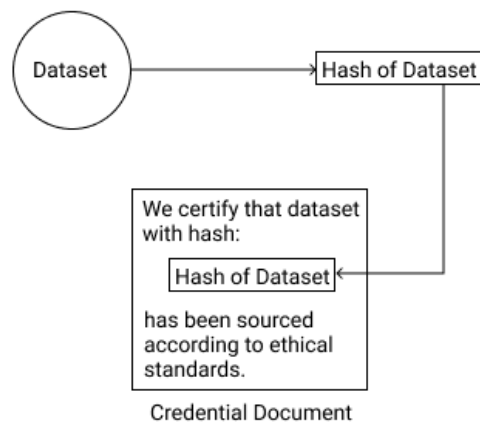 Dataset
Hash of Dataset
We certify that dataset
with hash:
Hash of Dataset
has been sourced
according to ethical
standards.
Credential Document